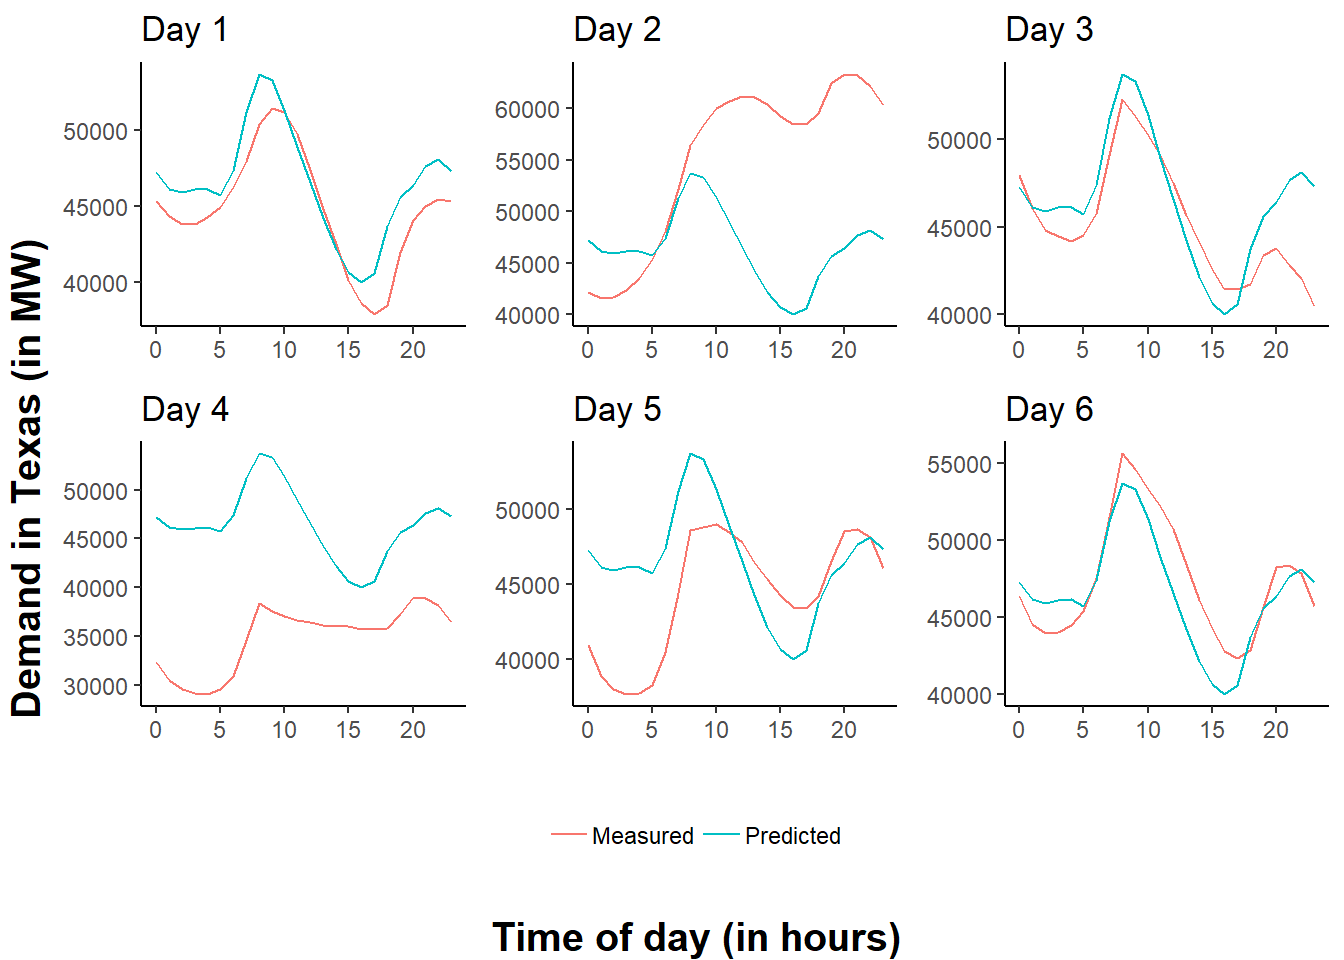 Day 1
Day 2
Day 3
50000
45000
40000
0 5 10 15 20
60000
55000
50000
45000
40000
0 5 10 15 20
50000
45000
40000
0 5 10 15 20
Day 4
Day 5
Day 6
50000
45000
40000
35000
30000
0 5 10 15 20
50000
45000
40000
0 5 10 15 20
55000
50000
45000
40000
0 5 10 15 20
Demand in Texas (in MW)
Measured Predicted
Time of day (in hours)